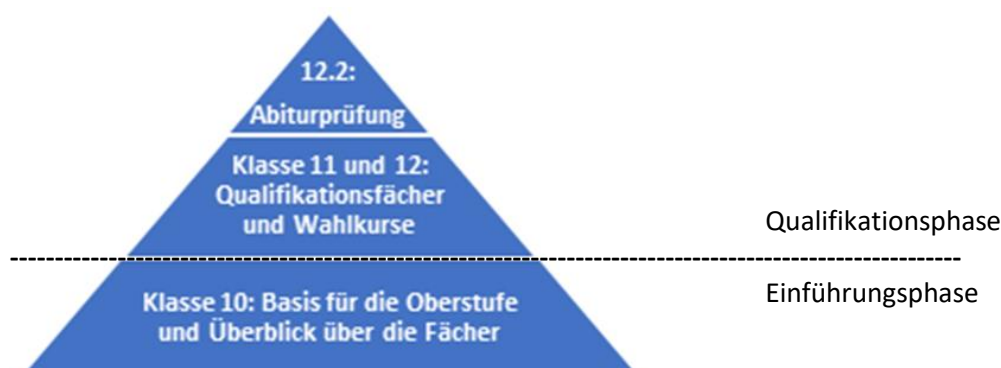 12.2:
Abiturprüfung
Klasse 11 und 12:
Qualifikationsfächer
und Wahlkurse
Qualifikationsphase
Einführungsphase
Klasse 10: Basis für die Oberstufe
und Überblick über die Fächer